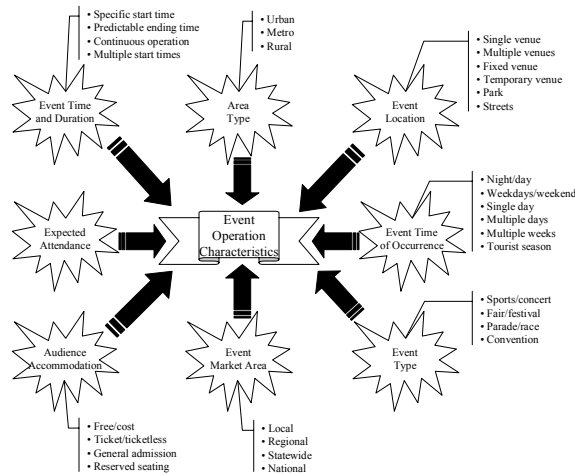 • Specific start time
• Predictable ending time
• Continuous operation
• Multiple start times
• Urban
• Metro
• Rural
• Single venue
• Multiple venues
• Fixed venue
• Temporary venue
• Park
• Streets
Event Time
and Duration
Area
Type
Event
Location
• Night/day
• Weekdays/weekend
• Single day
• Multiple days
• Multiple weeks
• Tourist season
Expected
Attendance
Event
Operation
Characteristics
Event Time
of Occurrence
• Sports/concert
• Fair/festival
• Parade/race
• Convention
Audience
Accommodation
Event
Market Area
Event
Type
• Free/cost
• Ticket/ticketless
• General admission
• Reserved seating
• Local
• Regional
• Statewide
• National